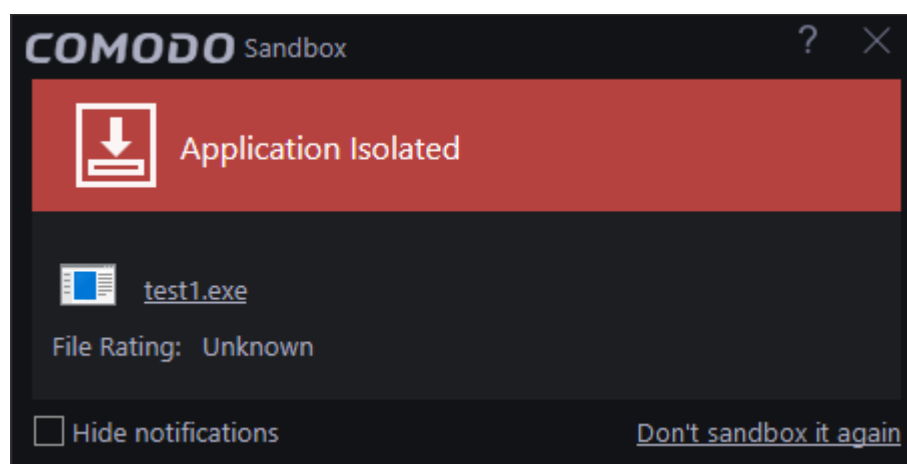 COMODO Sandbox ?
Application Isolated
test1.exe
File Rating: Unknown
Hide notifications Don't sandbox it again